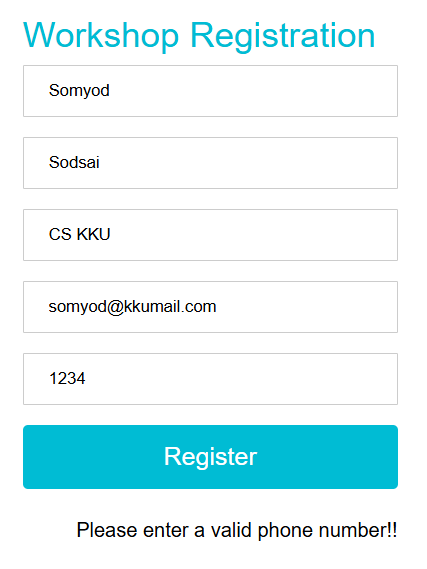 Workshop Registration
Somyod
Sodsai
CS KKU
somyod@kkumail.com
1234
Register
Please enter a valid phone number!!